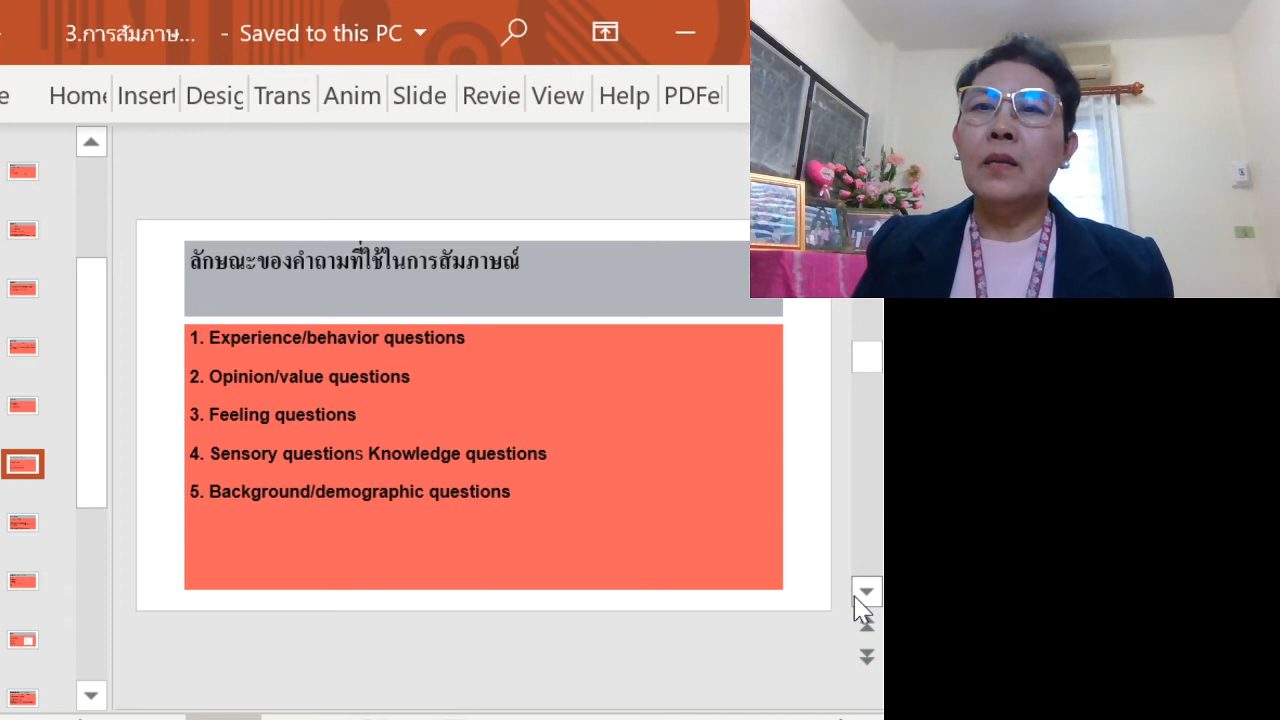 3.การสัมภาษ... - Saved to this PC
e Home Insert Desig Trans Anim Slide Revie View Help PDFel
ลักษณะของคำถามที่ใช้ในการสัมภาษณ์
1. Experience/behavior questions
2. Opinion/value questions
3. Feeling questions
4. Sensory questions Knowledge questions
5. Background/demographic questions